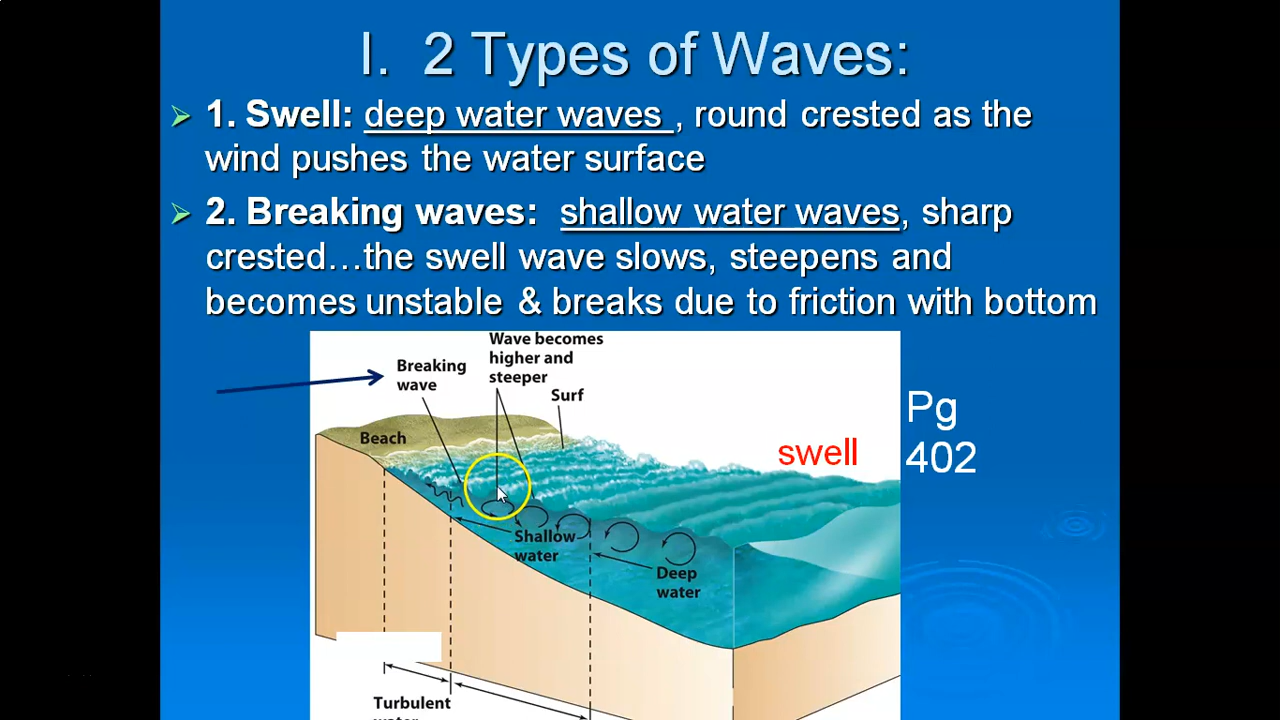 I. 2 Types of Waves:
1. Swell: deep water waves , round crested as the
wind pushes the water surface
2. Breaking waves: shallow water waves, sharp
crested…the swell wave slows, steepens and
becomes unstable & breaks due to friction with bottom
Wave becomes
higher and
steeper
Breaking
wave
Surf
Beach
swell
Pg
402
Shallow
water
Deep
water
Turbulent
water